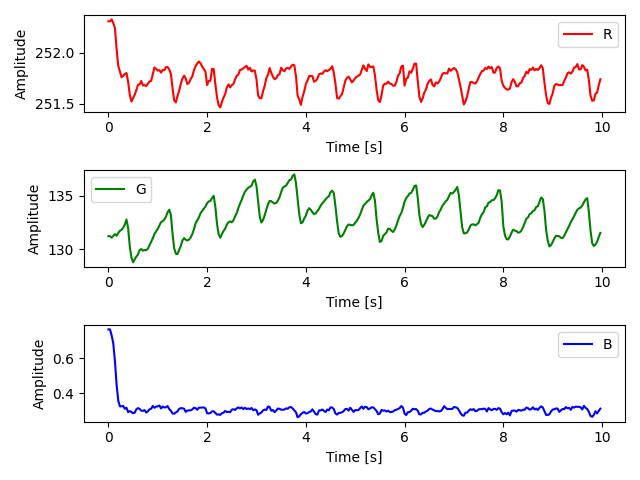 Amplitude
252.0
251.5
R
0 2 4 6 8 10
Time [s]
Amplitude
135
130
G
0 2 4 6 8 10
Time [s]
Amplitude
0.6
0.4
B
0 2 4 6 8 10
Time [s]